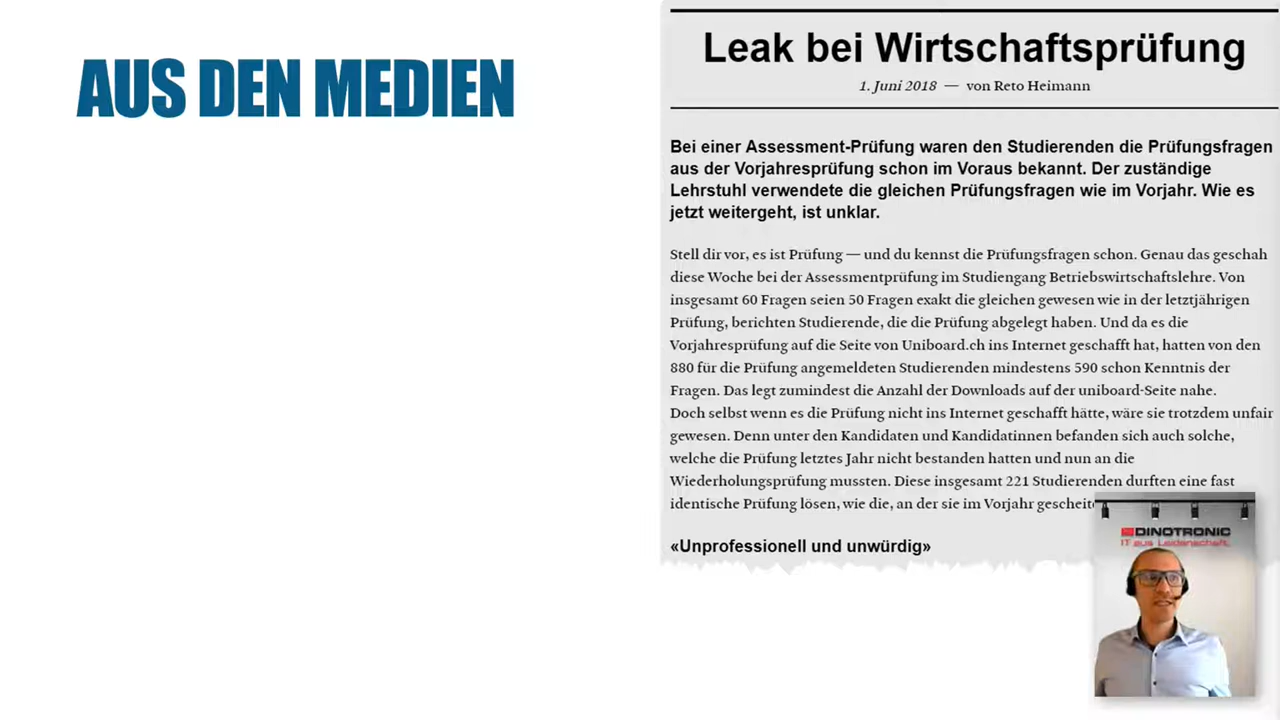 AUS DEN MEDIEN
Leak bei Wirtschaftsprüfung
1. Juni 2018 — von Reto Heimann
Bei einer Assessment-Prüfung waren den Studierenden die Prüfungsfragen
aus der Vorjahresprüfung schon im Voraus bekannt. Der zuständige
Lehrstuhl verwendete die gleichen Prüfungsfragen wie im Vorjahr. Wie es
jetzt weitergeht, ist unklar.
Stell dir vor, es ist Prüfung — und du kennst die Prüfungsfragen schon. Genau das geschah
diese Woche bei der Assessmentprüfung im Studiengang Betriebswirtschaftslehre. Von
insgesamt 60 Fragen seien 50 Fragen exakt die gleichen gewesen wie in der letztjährigen
Prüfung, berichten Studierende, die die Prüfung abgelegt haben. Und da es die
Vorjahresprüfung auf die Seite von Uniboard.ch ins Internet geschafft hat, hatten von den
880 für die Prüfung angemeldeten Studierenden mindestens 590 schon Kenntnis der
Fragen. Das legt zumindest die Anzahl der Downloads auf der uniboard-Seite nahe.
Doch selbst wenn es die Prüfung nicht ins Internet geschafft hätte, wäre sie trotzdem unfair
gewesen. Denn unter den Kandidaten und Kandidatinnen befanden sich auch solche,
welche die Prüfung letztes Jahr nicht bestanden hatten und nun an die
Wiederholungsprüfung mussten. Diese insgesamt 221 Studierenden durften eine fast
identische Prüfung lösen, wie die, an der sie im Vorjahr
«Unprofessionell und unwürdig»
DINOTRONIC
IT aus Leidenschaft.